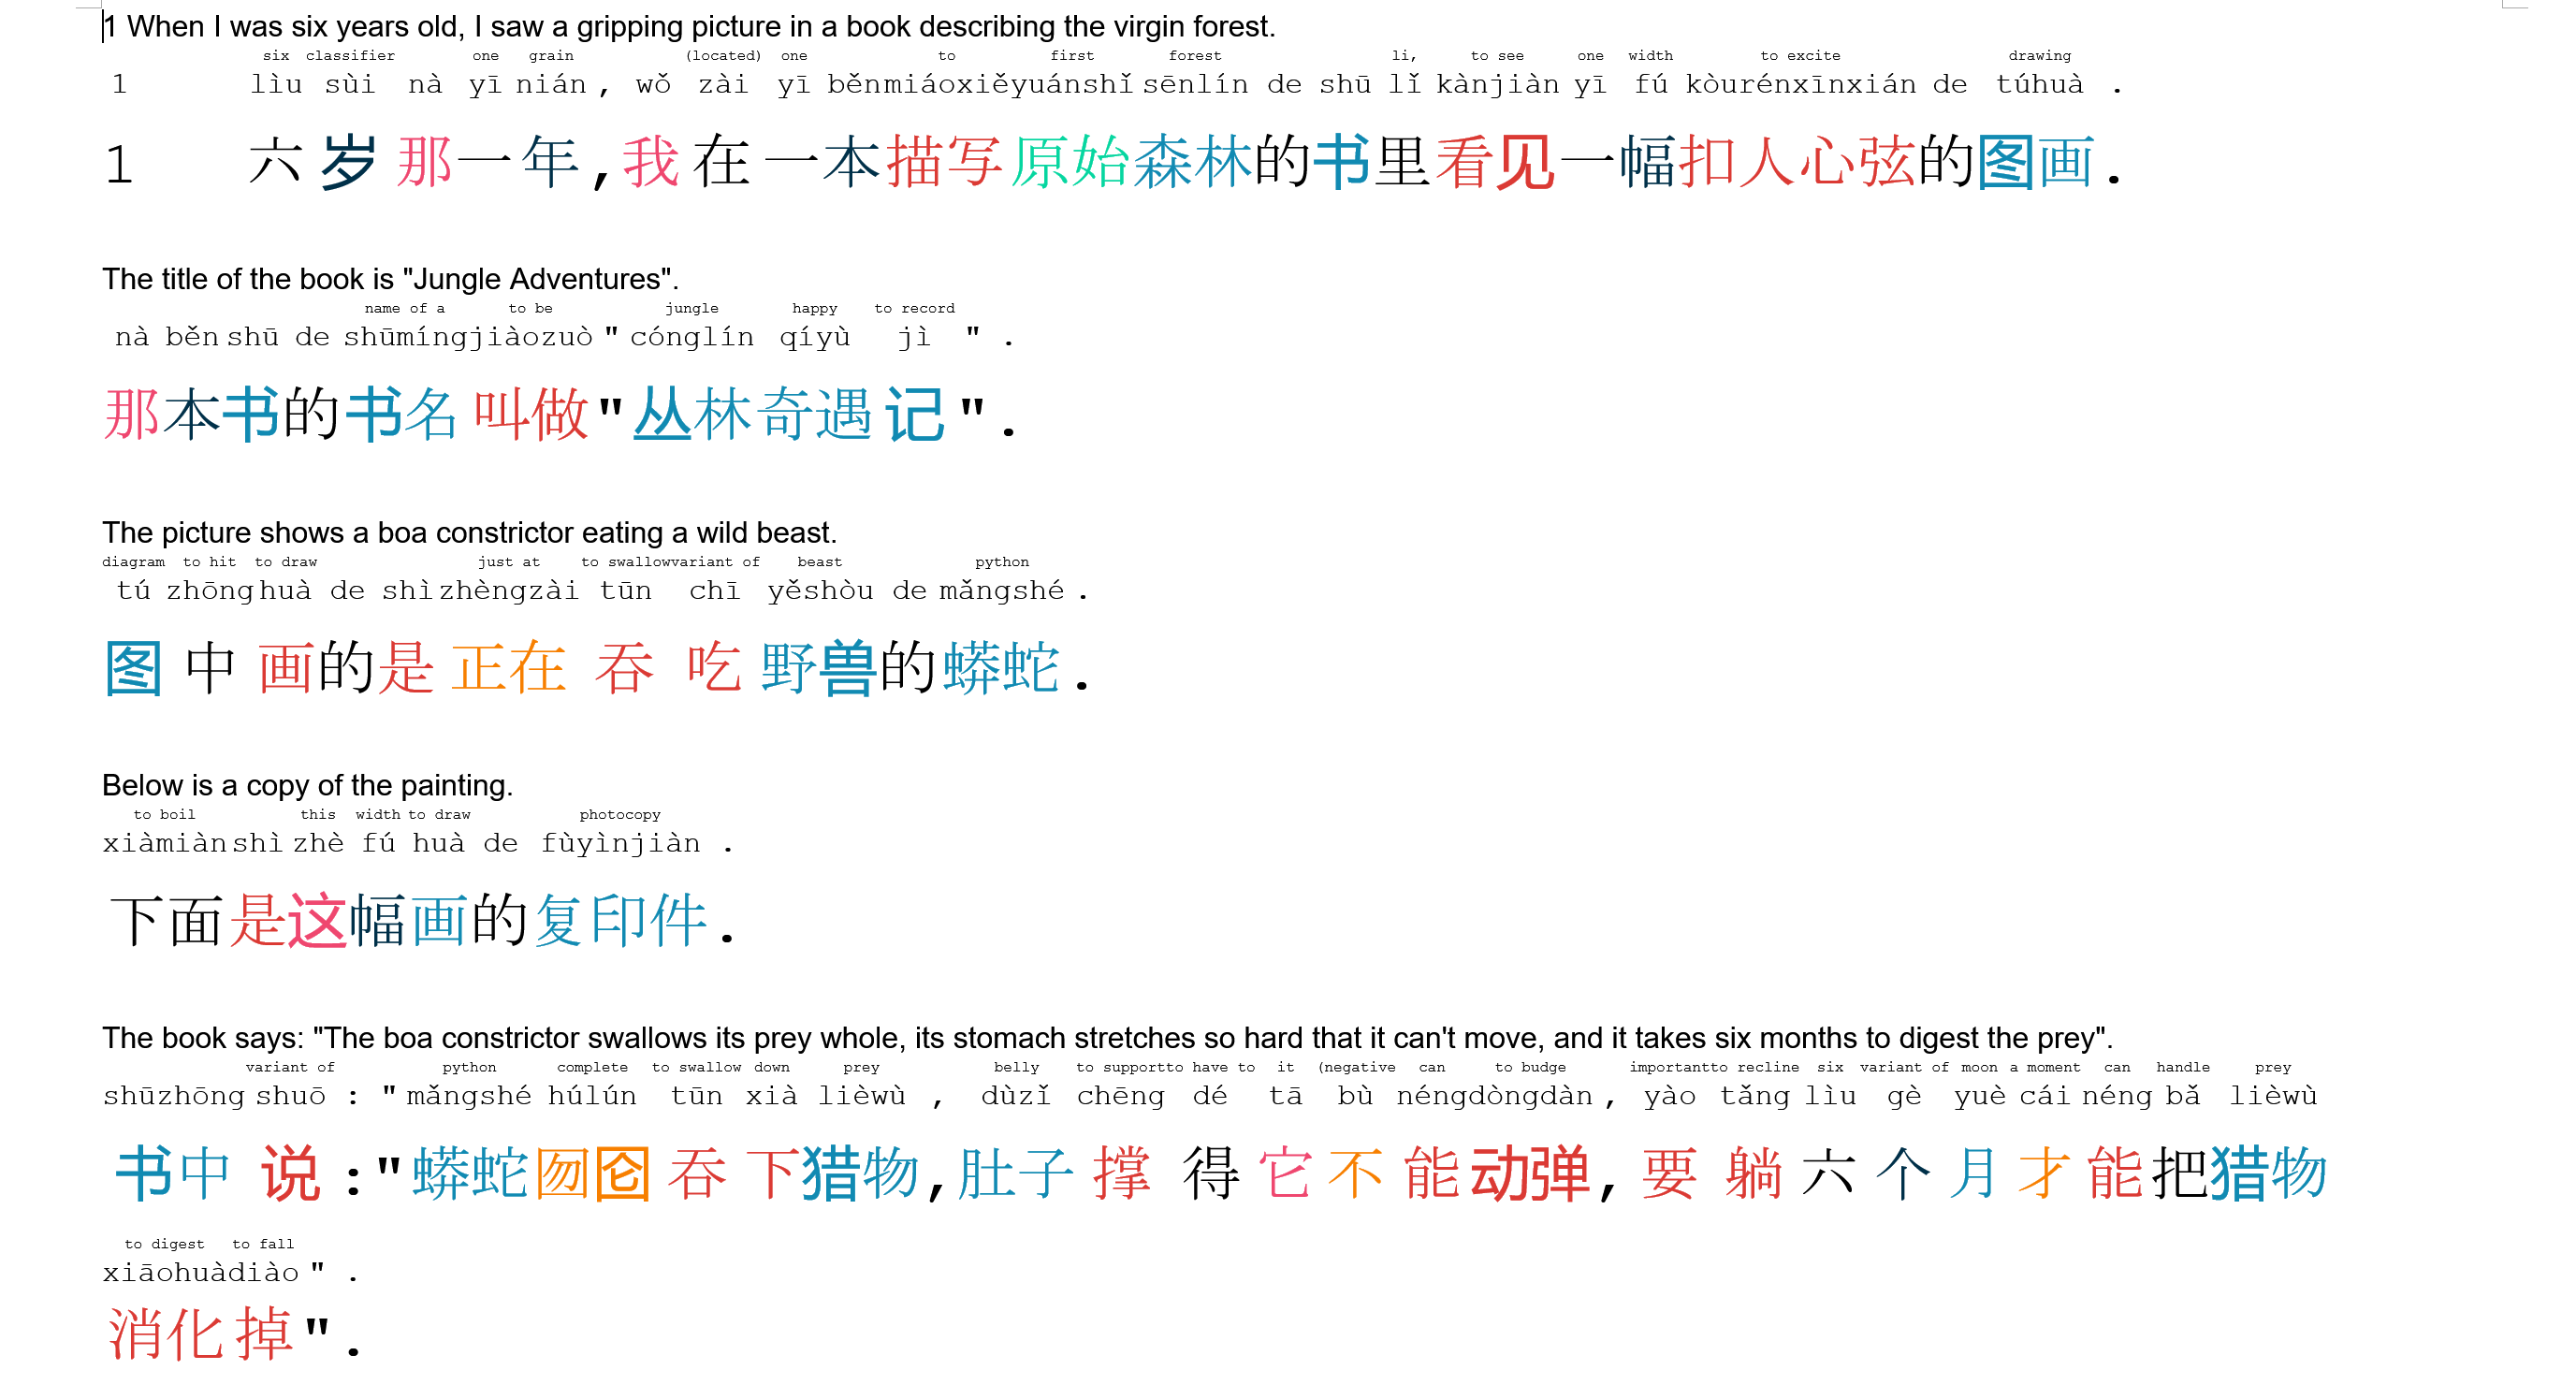 1 When I was six years old, I saw a gripping picture in a book describing the virgin forest.
six classifier one grain (located) one to first forest li, to see one width to excite drawing
1 lìu sùi nà yī nián , wǒ zài yī běnmiáoxiěyuánshǐ sēnlín de shū lǐ kànjiàn yī fú kòurénxīnxián de túhuà .
1 六岁那一年,我在一本描写原始森林的书里看见一幅扣人心弦的图画.
The title of the book is "Jungle Adventures".
name of a to be jungle happy to record
nà běn shū de shūmíngjiàozuò " cónglín qíyù jì " .
那本书的书名叫做"丛林奇遇记".
The picture shows a boa constrictor eating a wild beast.
diagram to hit to draw just at to swallowvariant of beast python
tú zhōng huà de shì zhèngzài tūn chī yěshòu de mǎngshé .
图中画的是正在吞吃野兽的蟒蛇.
Below is a copy of the painting.
to boil this width to draw photocopy
xiàmiàn shì zhè fú huà de fùyìnjiàn .
下面是这幅画的复印件.
The book says: "The boa constrictor swallows its prey whole, its stomach stretches so hard that it can't move, and it takes six months to digest the prey".
variant of python complete to swallow down prey belly to supportto have to it (negative can to budge importantto recline six variant of moon a moment can handle prey
shūzhōng shuō : " mǎngshé húlún tūn xià lièwù , dùzǐ chēng dé tā bù néngdòngdàn , yào tǎng lìu gè yuè cái néng bǎ lièwù
书中说:"蟒蛇囫囵吞下猎物,肚子撑得它不能动弹,要躺六个月才能把猎物
to digest to fall
xiāohuàdiào " .
消化掉".